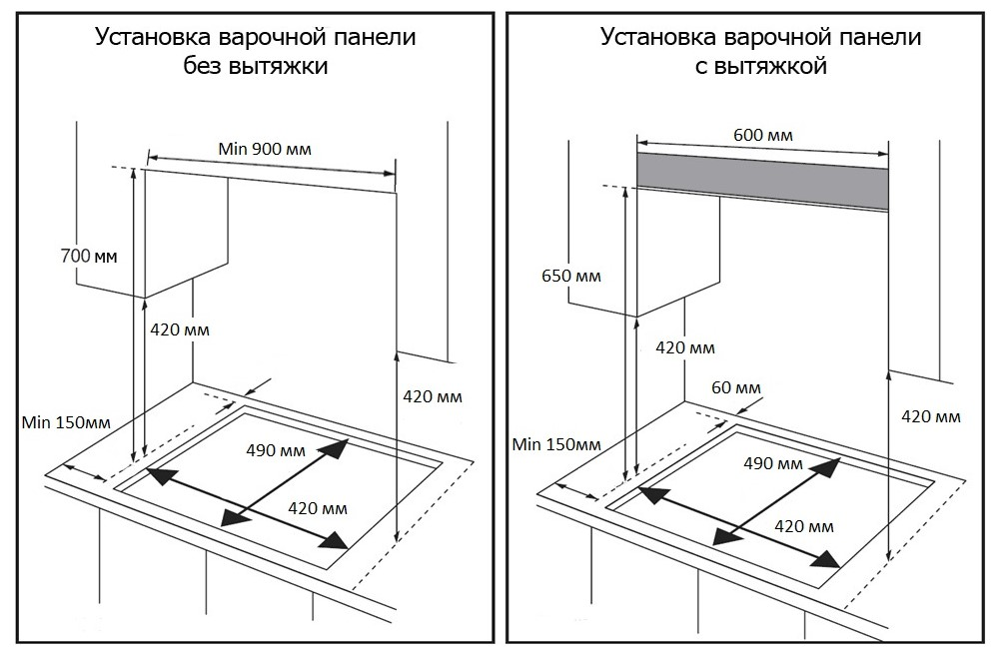 Установка варочной панели
без вытяжки
Min 900 мм
700 мм
420 мм
420 мм
Min 150мм
490 мм
420 мм
Установка варочной панели
с вытяжкой
600 мм
650 мм
420 мм
60 мм
420 мм
Min 150мм
490 мм
420 мм